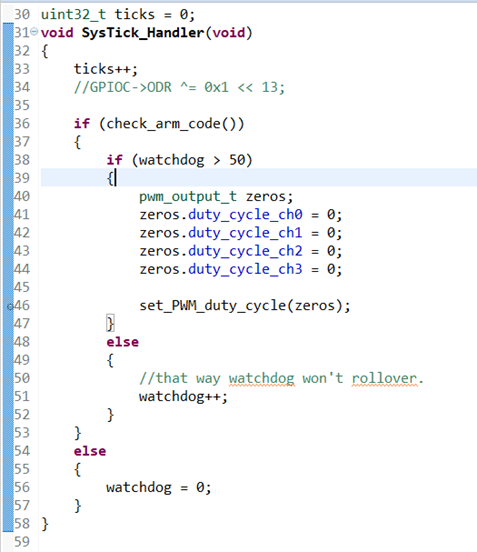 30 uint32_t ticks = 0;
31 void SysTick_Handler(void)
32 {
33     ticks++;
34     //GPIOC->ODR ^= 0x1 << 13;
35
36     if (check_arm_code())
37     {
38         if (watchdog > 50)
39         {
40             pwm_output_t zeros;
41             zeros.duty_cycle_ch0 = 0;
42             zeros.duty_cycle_ch1 = 0;
43             zeros.duty_cycle_ch2 = 0;
44             zeros.duty_cycle_ch3 = 0;
45
46             set_PWM_duty_cycle(zeros);
47         }
48         else
49         {
50             //that way watchdog won't rollover.
51             watchdog++;
52         }
53     }
54     else
55     {
56         watchdog = 0;
57     }
58 }
59